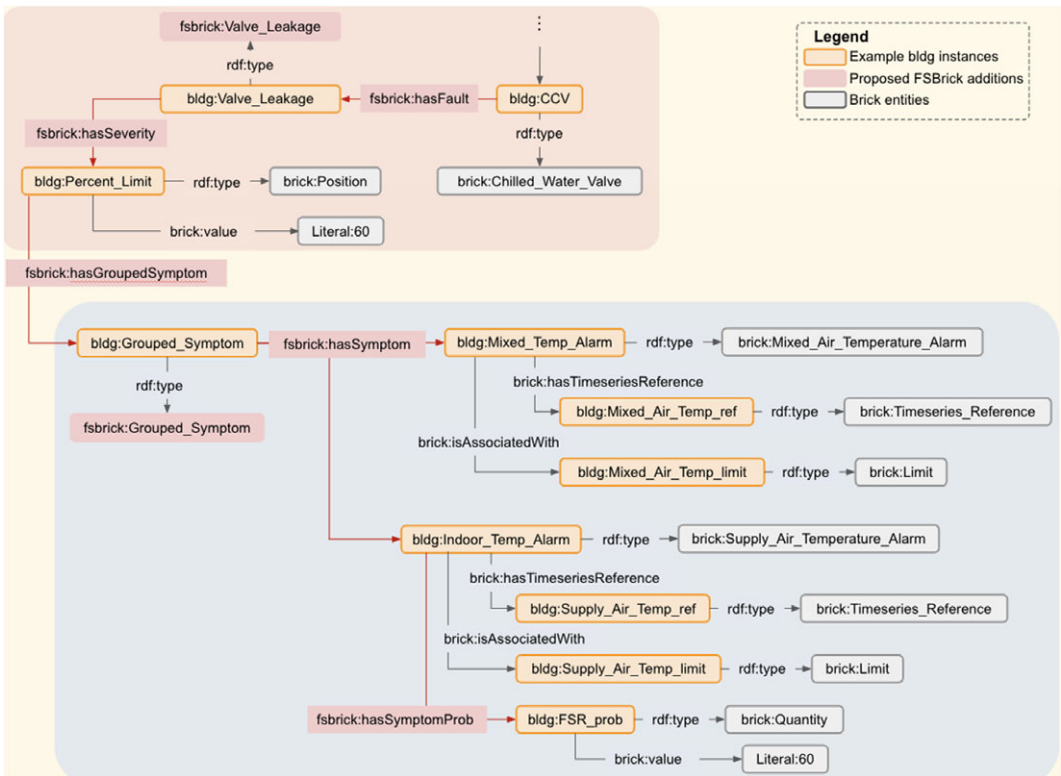 fsbrick:Valve_Leakage
⋮
Legend
Example bldg instances
Proposed FSBrick additions
Brick entities
rdf:type
bldg:Valve_Leakage
fsbrick:hasFault
bldg:CCV
fsbrick:hasSeverity
rdf:type
bldg:Percent_Limit
rdf:type
brick:Position
brick:Chilled_Water_Valve
brick:value
Literal:60
fsbrick:hasGroupedSymptom
bldg:Grouped_Symptom
fsbrick:hasSymptom
bldg:Mixed_Temp_Alarm
rdf:type
brick:Mixed_Air_Temperature_Alarm
rdf:type
brick:hasTimeseriesReference
fsbrick:Grouped_Symptom
bldg:Mixed_Air_Temp_ref
rdf:type
brick:Timeseries_Reference
brick:isAssociatedWith
bldg:Mixed_Air_Temp_limit
rdf:type
brick:Limit
bldg:Indoor_Temp_Alarm
rdf:type
brick:Supply_Air_Temperature_Alarm
brick:hasTimeseriesReference
bldg:Supply_Air_Temp_ref
rdf:type
brick:Timeseries_Reference
brick:isAssociatedWith
bldg:Supply_Air_Temp_limit
rdf:type
brick:Limit
fsbrick:hasSymptomProb
bldg:FSR_prob
rdf:type
brick:Quantity
brick:value
Literal:60